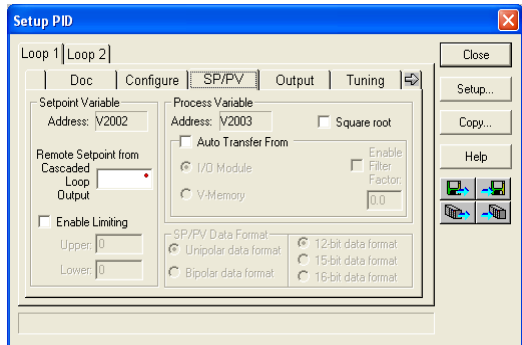 Setup PID
Loop 1 Loop 2
Doc Configure SP/PV Output Tuning
Setpoint Variable
Address: V2002
Remote Setpoint from
Cascaded
Loop
Output
Enable Limiting
Upper: 0
Lower: 0
Process Variable
Address: V2003
Square root
Auto Transfer From
I/O Module
V-Memory
Enable
Filter
Factor:
0.0
SP/PV Data Format
Unipolar data format
Bipolar data format
12-bit data format
15-bit data format
16-bit data format
Close
Setup...
Copy...
Help